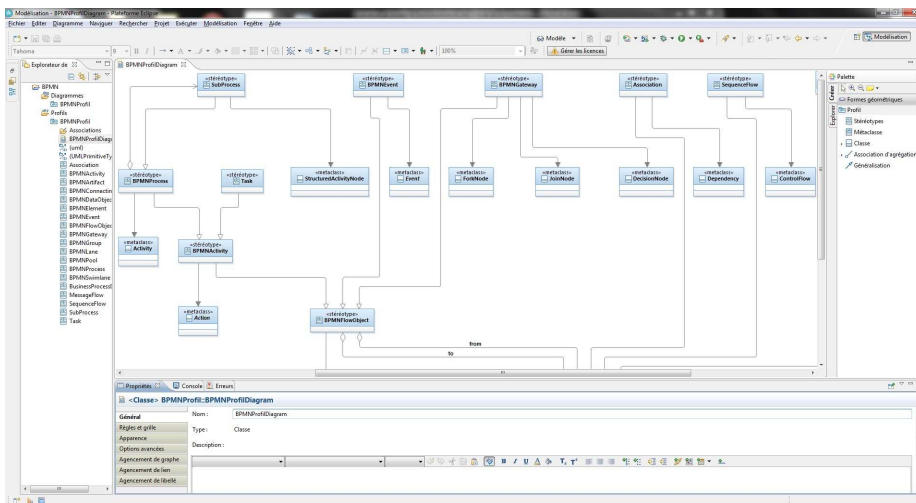 Modélisation - BPMNProfilDiagram - Plateforme Eclipse
Fichier Editer Diagramme Naviguer Rechercher Projet Exécuter Modélisation Fenêtre Aide
Modèle
Modélisation
Tahoma 9 B I A 100% Gérer les licences
Explorateur de
BPMN
Diagrammes
BPMNProfil
Profils
BPMNProfil
Associations
BPMNProfilDiagr
(uml)
(UMLPrimitiveTy
Association
BPMNActivity
BPMNArtifact
BPMNConnectin
BPMNDataObjec
BPMNElement
BPMNEvent
BPMNFlowObjec
BPMNGateway
BPMNGroup
BPMNLane
BPMNPool
BPMNProcess
BPMNSwimlane
BusinessProcessD
MessageFlow
SequenceFlow
SubProcess
Task
BPMNProfilDiagram
«stéréotype»
SubProcess
«stéréotype»
BPMNEvent
«stéréotype»
BPMNGateway
«stéréotype»
Association
«stéréotype»
SequenceFlow
«stéréotype»
BPMNProcess
«stéréotype»
Task
«metaclass»
StructuredActivityNode
«metaclass»
Event
«metaclass»
ForkNode
«metaclass»
JoinNode
«metaclass»
DecisionNode
«metaclass»
Dependency
«metaclass»
ControlFlow
«metaclass»
Activity
«stéréotype»
BPMNActivity
«metaclass»
Action
«stéréotype»
BPMNFlowObject
from
to
Palette
Créer
Explorer
Formes géométriques
Profil
Stéréotypes
Métaclasse
Classe
Association d'agrégation
Généralisation
Propriétés Console Erreurs
<Classe> BPMNProfil::BPMNProfilDiagram
Général
Règles et grille
Apparence
Options avancées
Agencement de graphe
Agencement de lien
Agencement de libellé
Nom : BPMNProfilDiagram
Type : Classe
Description :
B I U A